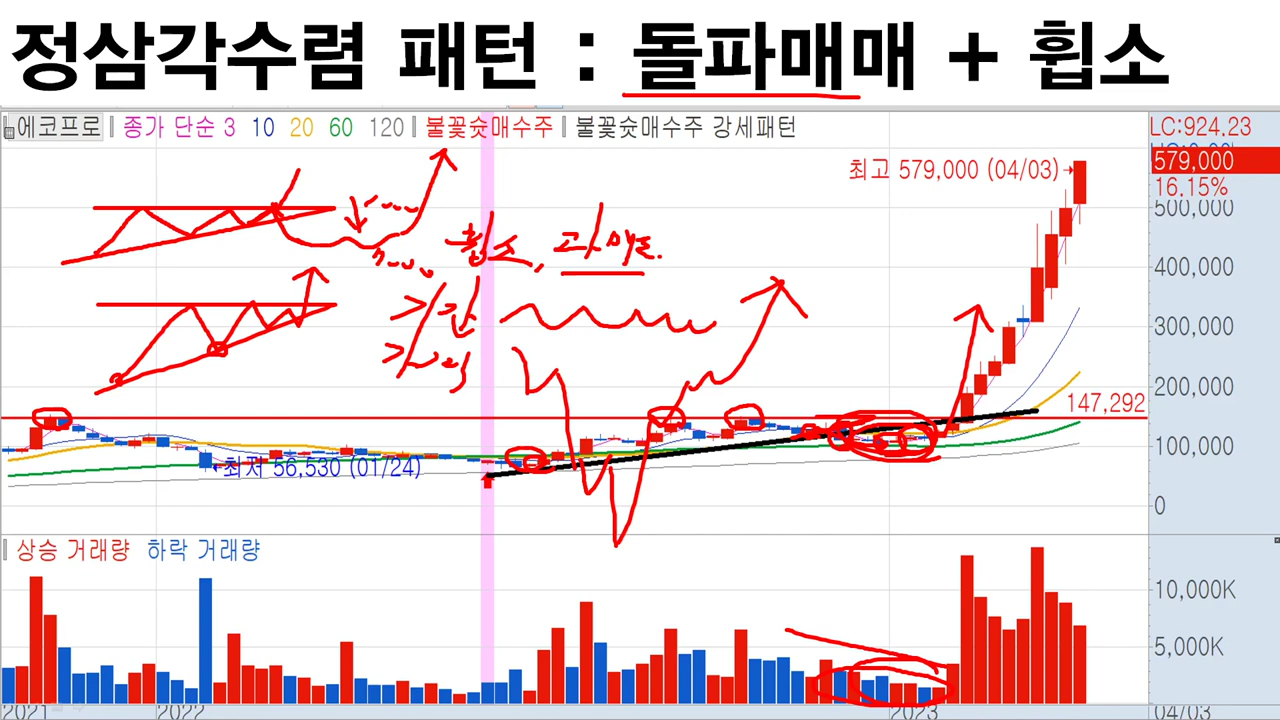 정삼각수렴 패턴 : 돌파매매 + 휩소
에코프로 종가 단순 3 10 20 60 120 불꽃슛매수주 불꽃슛매수주 강세패턴
LC:924.23
최고 579,000 (04/03)
579,000
16.15%
500,000
휩소,
400,000
기간
300,000
200,000
147,292
100,000
최저 56,530 (01/24)
0
상승 거래량 하락 거래량
10,000K
5,000K
2021 2022 2023 04/03